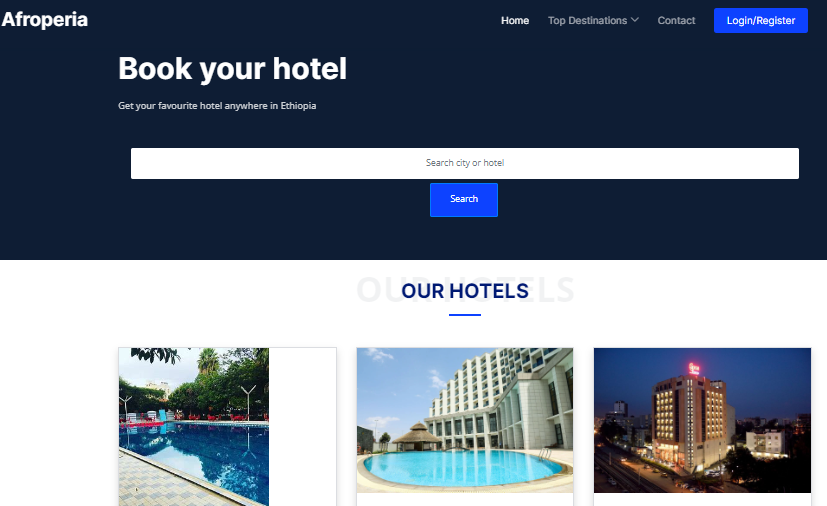 Afroperia
Home Top Destinations Contact Login/Register
Book your hotel
Get your favourite hotel anywhere in Ethiopia
Search city or hotel
Search
OUR HOTELS
OUR HOTELS